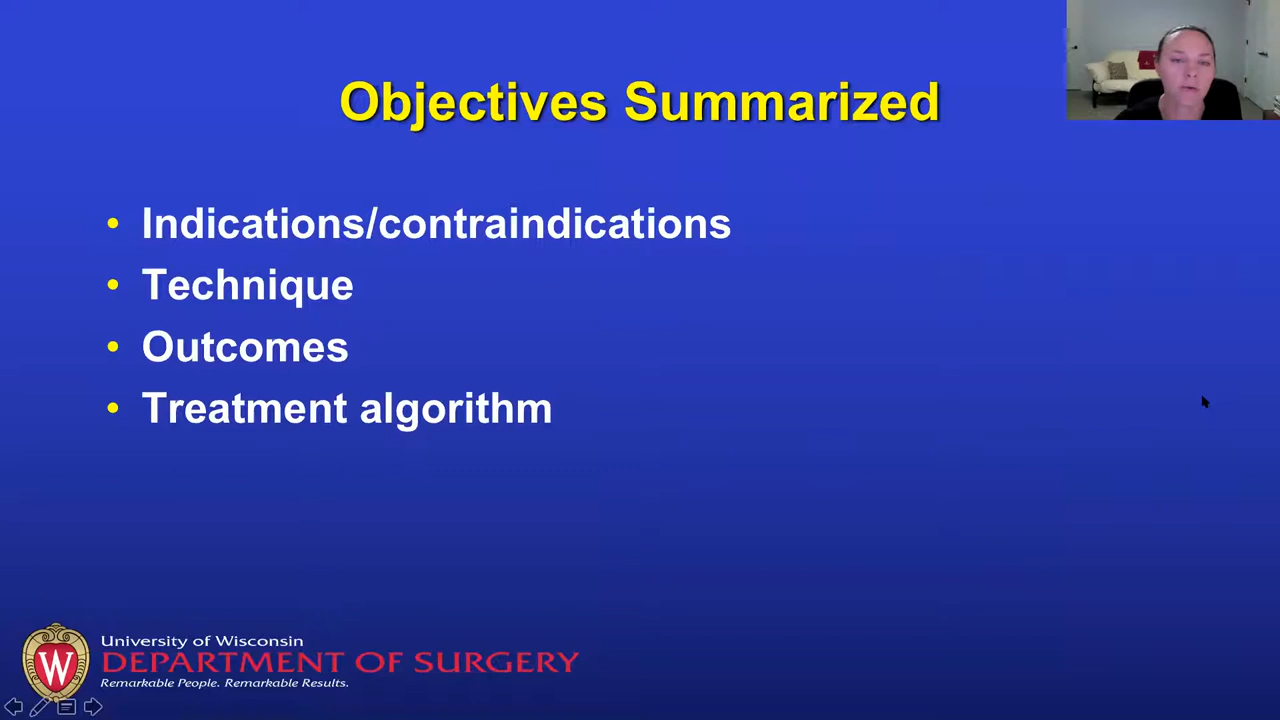 Objectives Summarized
• Indications/contraindications
• Technique
• Outcomes
• Treatment algorithm
W
University of Wisconsin
DEPARTMENT OF SURGERY
Remarkable People. Remarkable Results.